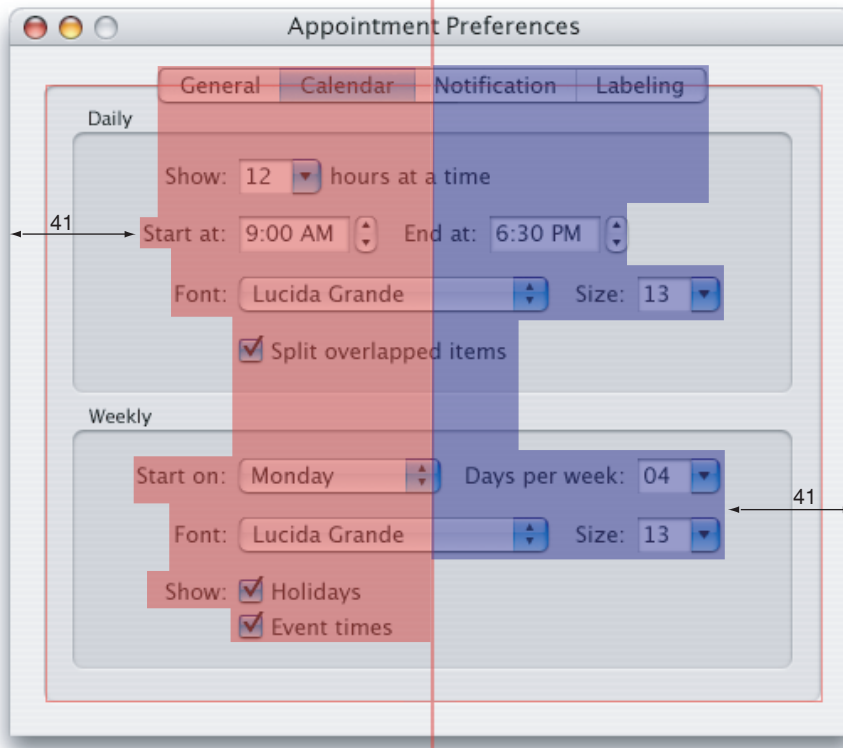 Appointment Preferences
General Calendar Notification Labeling
Daily
Show: 12 hours at a time
41
Start at: 9:00 AM End at: 6:30 PM
Font: Lucida Grande Size: 13
Split overlapped items
Weekly
Start on: Monday Days per week: 04
41
Font: Lucida Grande Size: 13
Show: Holidays
Event times